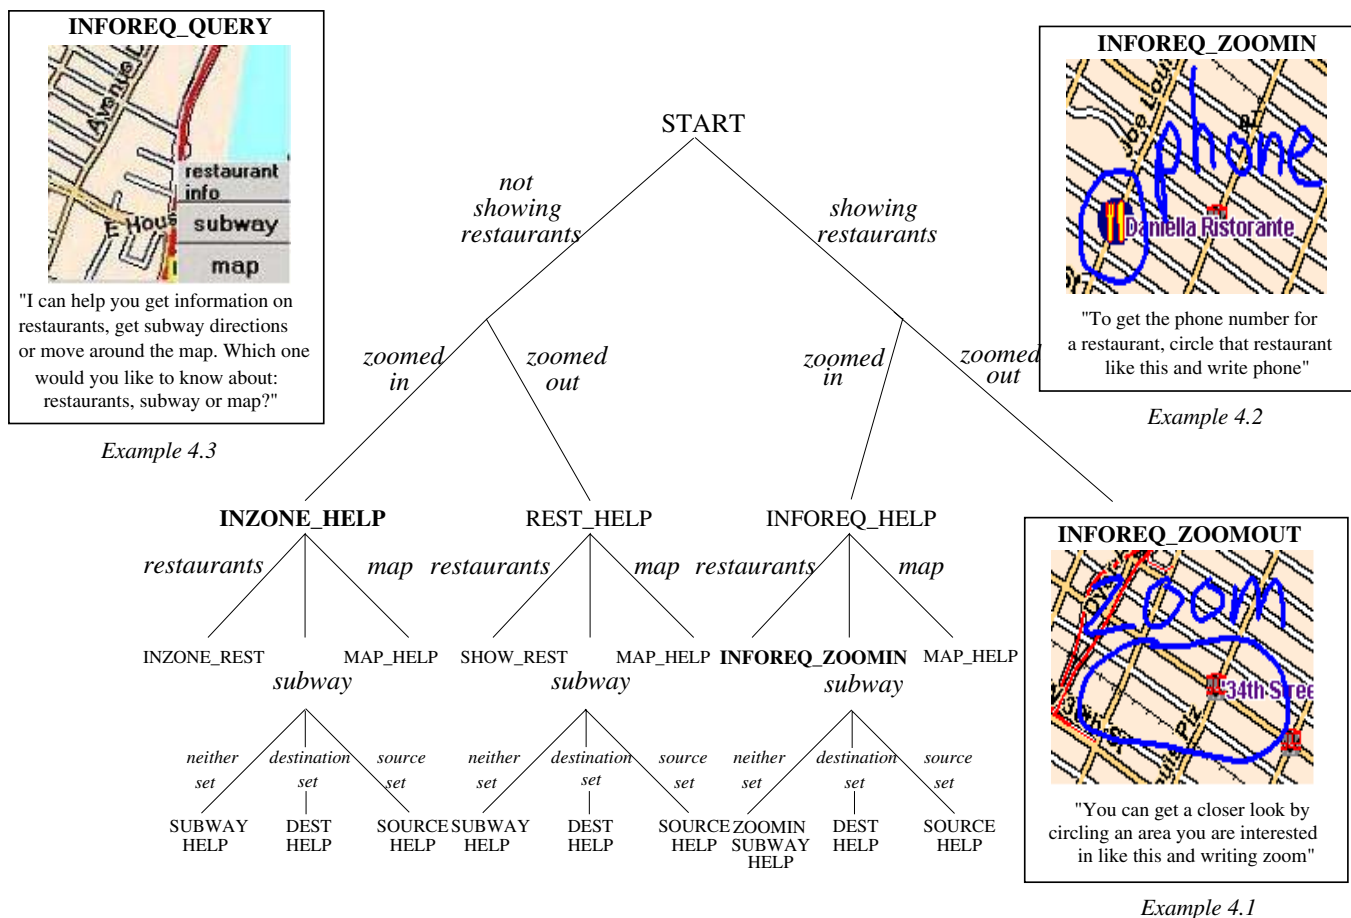 INFOREQ_QUERY
Avenue
restaurant
info
E Hous
subway
map
"I can help you get information on
restaurants, get subway directions
or move around the map. Which one
would you like to know about:
restaurants, subway or map?"
Example 4.3
START
not
showing
restaurants
showing
restaurants
INFOREQ_ZOOMIN
Joe Lou
phone
Daniella Ristorante
"To get the phone number for
a restaurant, circle that restaurant
like this and write phone"
Example 4.2
zoomed
in
zoomed
out
zoomed
in
zoomed
out
INZONE_HELP
REST_HELP
INFOREQ_HELP
restaurants
map
restaurants
map
restaurants
map
INZONE_REST
MAP_HELP
SHOW_REST
MAP_HELP
INFOREQ_ZOOMIN
MAP_HELP
subway
subway
subway
neither
set
destination
set
source
set
neither
set
destination
set
source
set
neither
set
destination
set
source
set
SUBWAY
HELP
DEST
HELP
SOURCE
HELP
SUBWAY
HELP
DEST
HELP
SOURCE
HELP
ZOOMIN
SUBWAY
HELP
DEST
HELP
SOURCE
HELP
INFOREQ_ZOOMOUT
zoom
34th Stree
Plz
"You can get a closer look by
circling an area you are interested
in like this and writing zoom"
Example 4.1